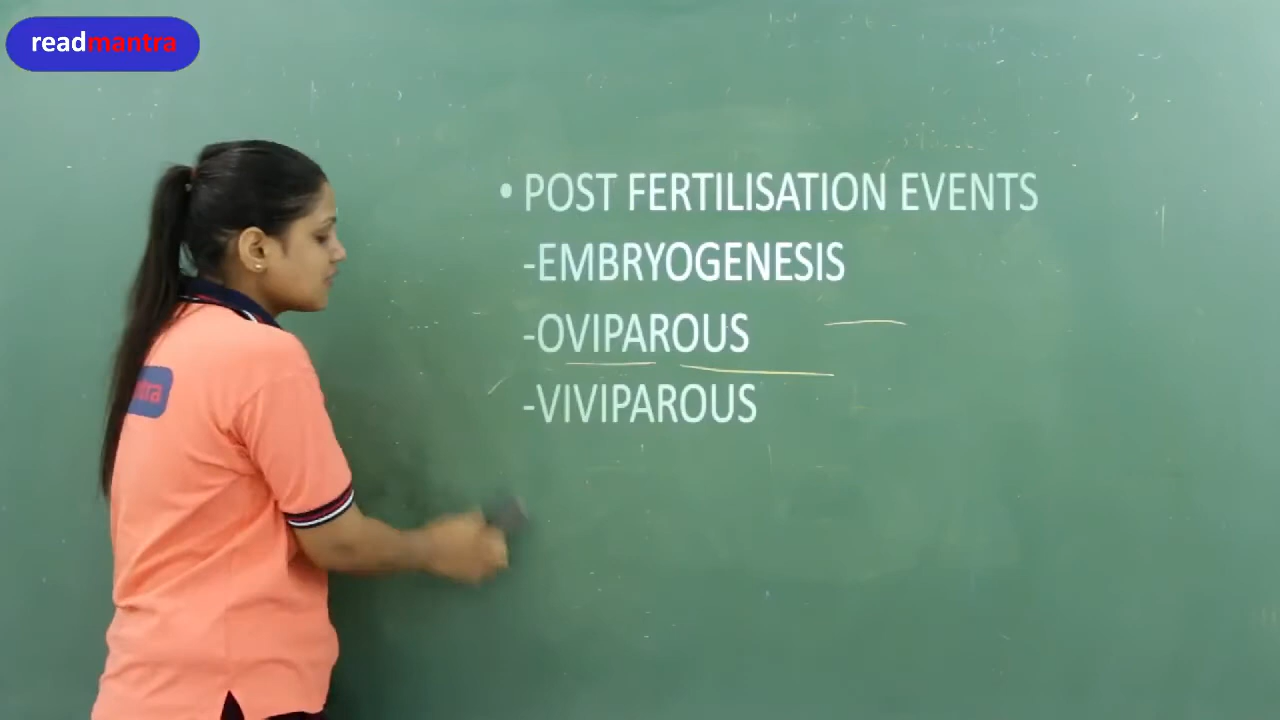 readmantra
• POST FERTILISATION EVENTS
-EMBRYOGENESIS
-OVIPAROUS
-VIVIPAROUS